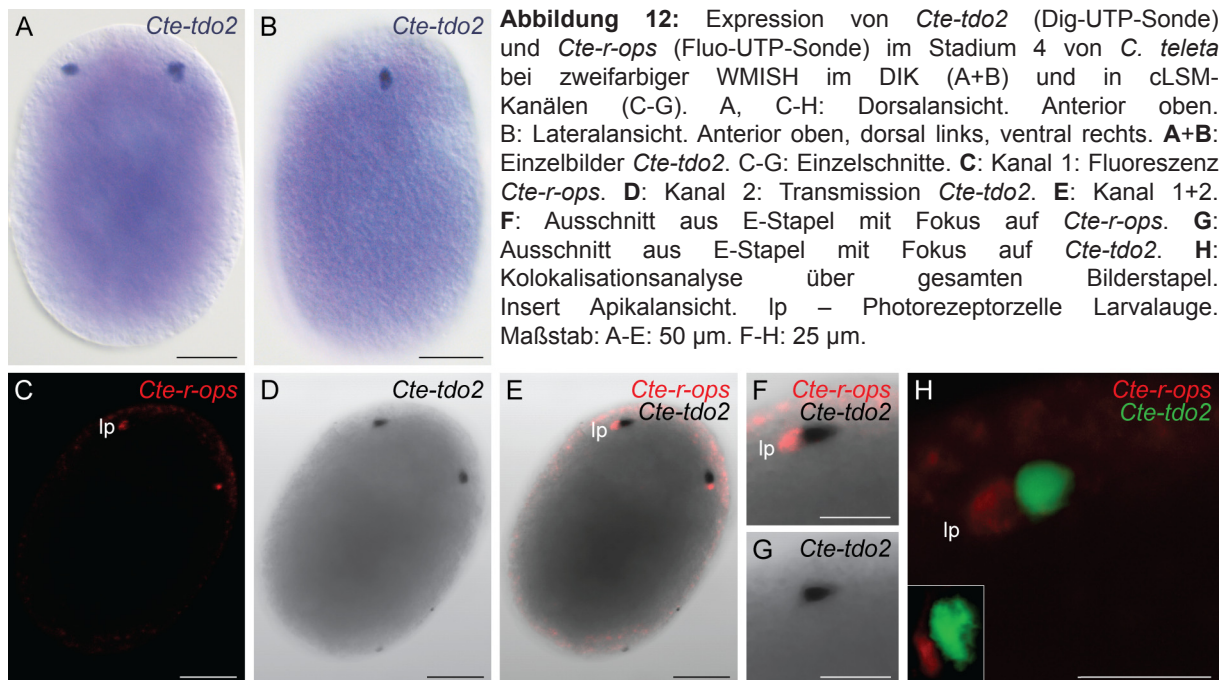 A
Cte-tdo2
B
Cte-tdo2
Abbildung 12: Expression von Cte-tdo2 (Dig-UTP-Sonde)
und Cte-r-ops (Fluo-UTP-Sonde) im Stadium 4 von C. teleta
bei zweifarbiger WMISH im DIK (A+B) und in cLSM-
Kanälen (C-G). A, C-H: Dorsalansicht. Anterior oben.
B: Lateralansicht. Anterior oben, dorsal links, ventral rechts. A+B:
Einzelbilder Cte-tdo2. C-G: Einzelschnitte. C: Kanal 1: Fluoreszenz
Cte-r-ops. D: Kanal 2: Transmission Cte-tdo2. E: Kanal 1+2.
F: Ausschnitt aus E-Stapel mit Fokus auf Cte-r-ops. G:
Ausschnitt aus E-Stapel mit Fokus auf Cte-tdo2. H:
Kolokalisationsanalyse über gesamten Bilderstapel.
Insert Apikalansicht. lp – Photorezeptorzelle Larvalauge.
Maßstab: A-E: 50 µm. F-H: 25 µm.
C
Cte-r-ops
lp
D
Cte-tdo2
E
Cte-r-ops
Cte-tdo2
lp
F
Cte-r-ops
Cte-tdo2
lp
G
Cte-tdo2
H
Cte-r-ops
Cte-tdo2
lp